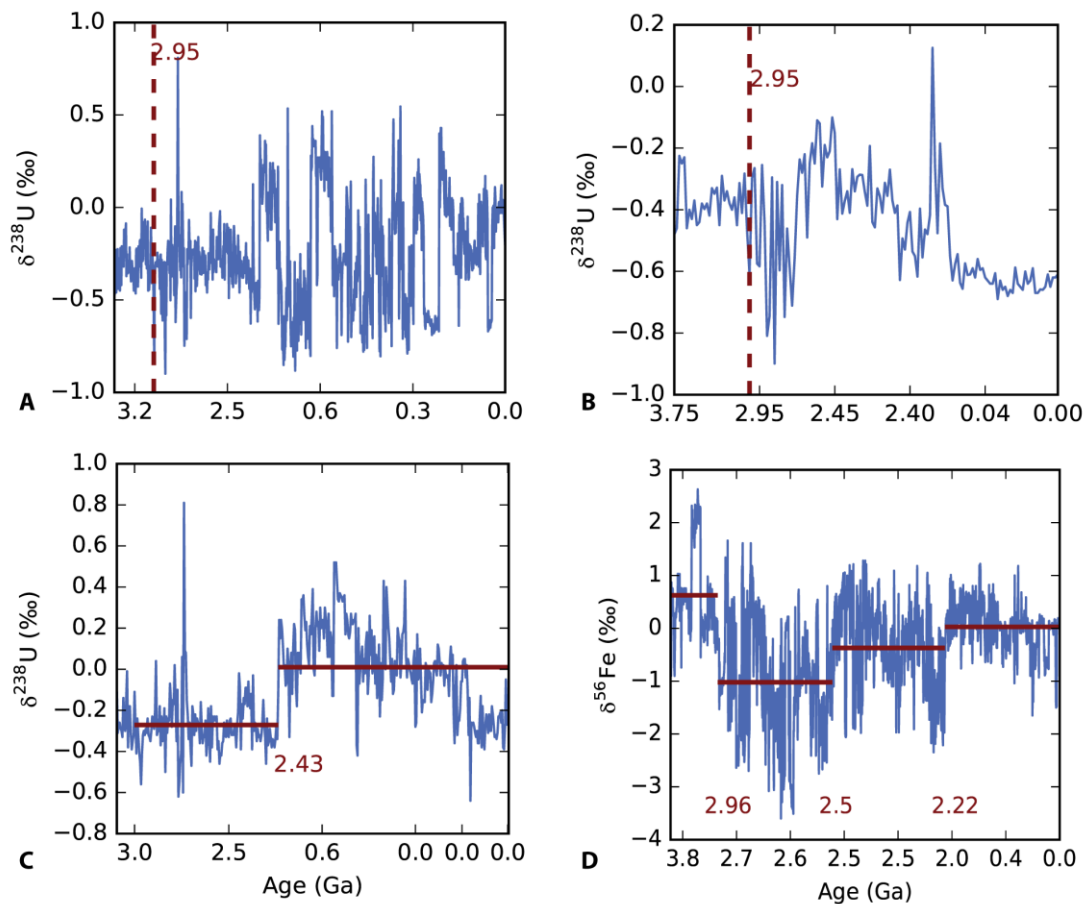 1.0
0.5
0.0
−0.5
−1.0
δ²³⁸U (‰)
2.95
3.2 2.5 0.6 0.3 0.0
A
0.2
0.0
−0.2
−0.4
−0.6
−0.8
−1.0
δ²³⁸U (‰)
2.95
3.75 2.95 2.45 2.40 0.04 0.00
B
1.0
0.8
0.6
0.4
0.2
0.0
−0.2
−0.4
−0.6
−0.8
δ²³⁸U (‰)
2.43
3.0 2.5 0.6 0.0 0.0 0.0
Age (Ga)
C
3
2
1
0
−1
−2
−3
−4
δ⁵⁶Fe (‰)
2.96 2.5 2.22
3.8 2.7 2.6 2.5 2.5 2.0 0.4 0.0
Age (Ga)
D